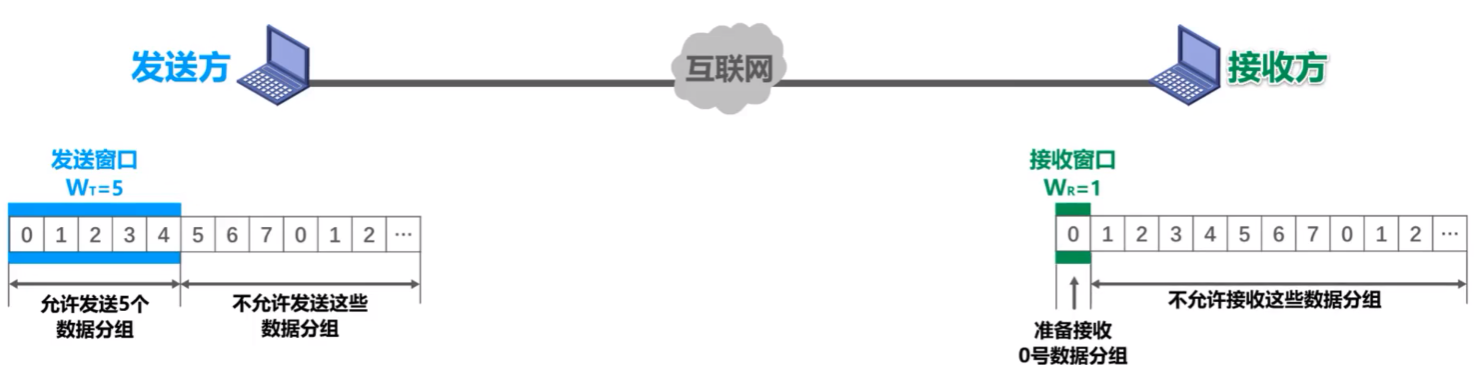 发送方
互联网
接收方
发送窗口
WT=5
0 1 2 3 4 5 6 7 0 1 2 ...
允许发送5个
数据分组
不允许发送这些
数据分组
接收窗口
WR=1
0 1 2 3 4 5 6 7 0 1 2 ...
准备接收
0号数据分组
不允许接收这些数据分组